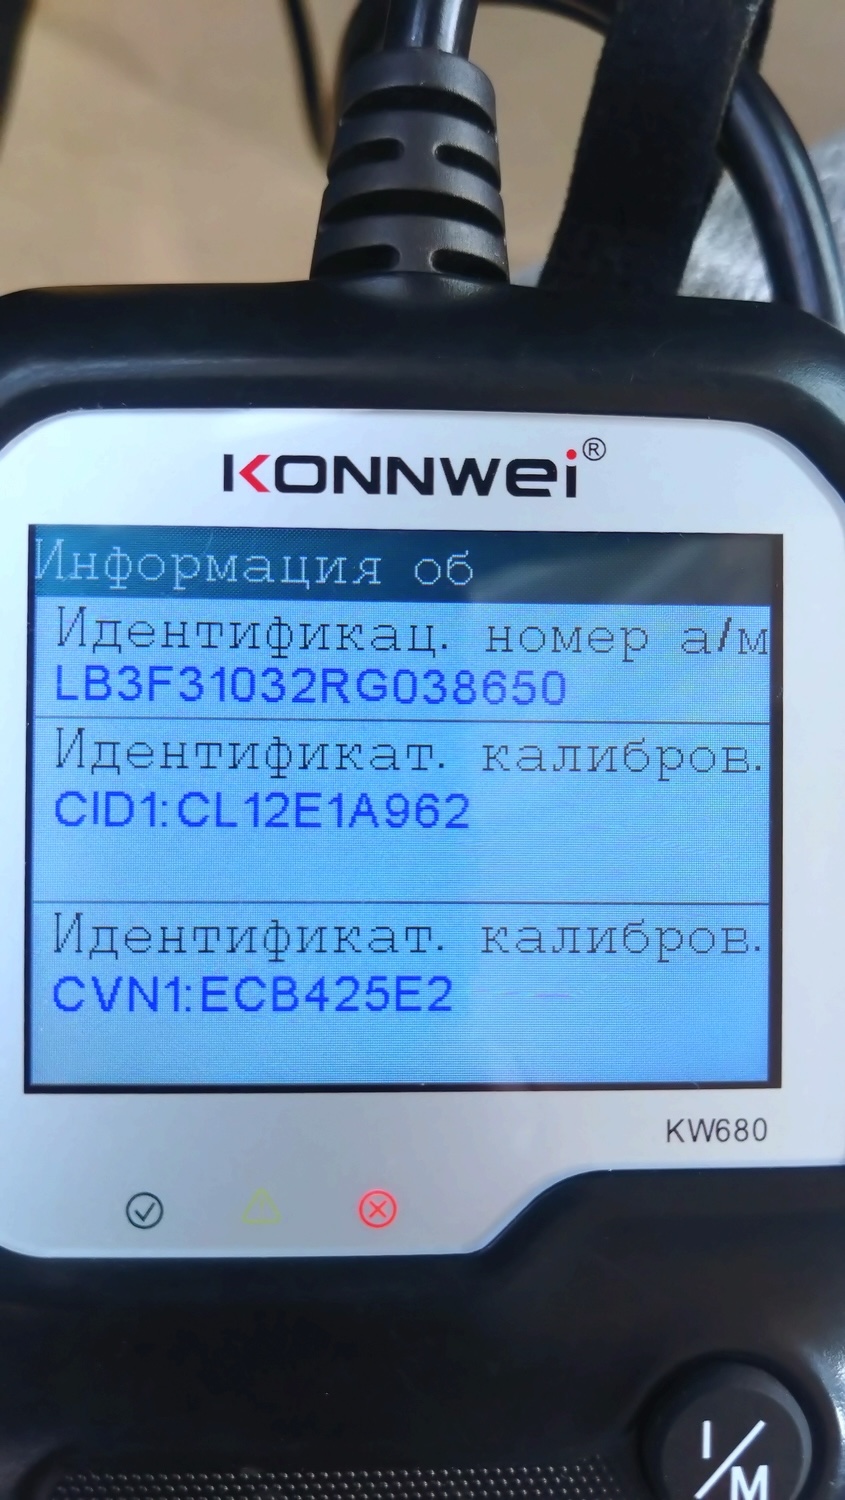 KONNWEI®
Информация об
Идентификац. номер а/м
LB3F31032RG038650
Идентификат. калибров.
CID1:CL12E1A962
Идентификат. калибров.
CVN1:ECB425E2
KW680
I/M